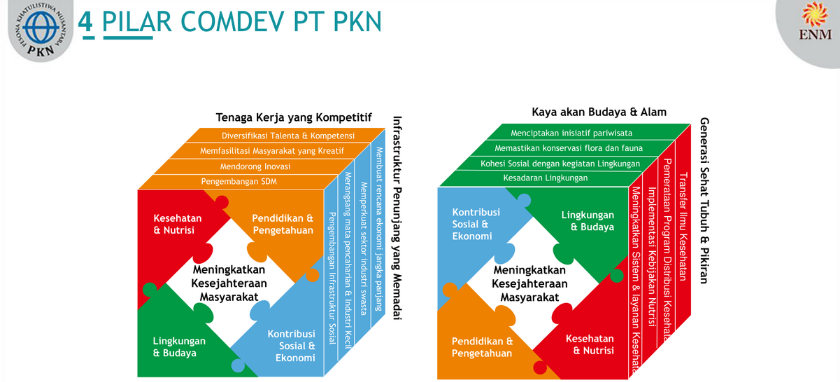 PESONA KHATULISTIWA NUSANTARA
PKN
4 PILAR COMDEV PT PKN
ENM
Tenaga Kerja yang Kompetitif
Diversifikasi Talenta & Kompetensi
Memfasilitasi Masyarakat yang Kreatif
Mendorong Inovasi
Pengembangan SDM
Kesehatan
& Nutrisi
Pendidikan &
Pengetahuan
Meningkatkan
Kesejahteraan
Masyarakat
Lingkungan
& Budaya
Kontribusi
Sosial &
Ekonomi
Pengembangan Infrastruktur Sosial
Merangsang mata pencaharian & Industri Kecil
Memperkuat sektor industri swasta
Membuat rencana ekonomi jangka panjang
Infrastruktur Penunjang yang Memadai
Kaya akan Budaya & Alam
Menciptakan inisiatif pariwisata
Memastikan konservasi flora dan fauna
Kohesi Sosial dengan kegiatan Lingkungan
Kesadaran Lingkungan
Kontribusi
Sosial &
Ekonomi
Lingkungan
& Budaya
Meningkatkan
Kesejahteraan
Masyarakat
Pendidikan &
Pengetahuan
Kesehatan
& Nutrisi
Meningkatkan Sistem & layanan Kesehat
Implementasi Kebijakan Nutrisi
Pemerataan Program Distribusi Kesehat
Transfer Ilmu Kesehatan
Generasi Sehat Tubuh & Pikiran